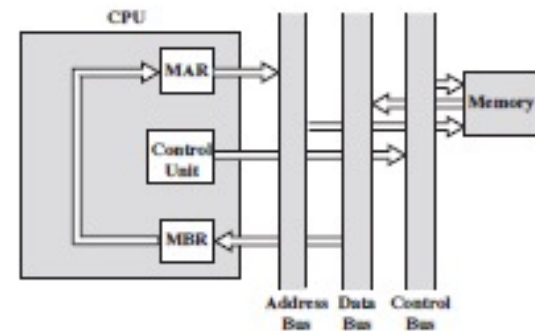 CPU
MAR
Memory
Control
Unit
MBR
Address Data Control
Bus Bus Bus